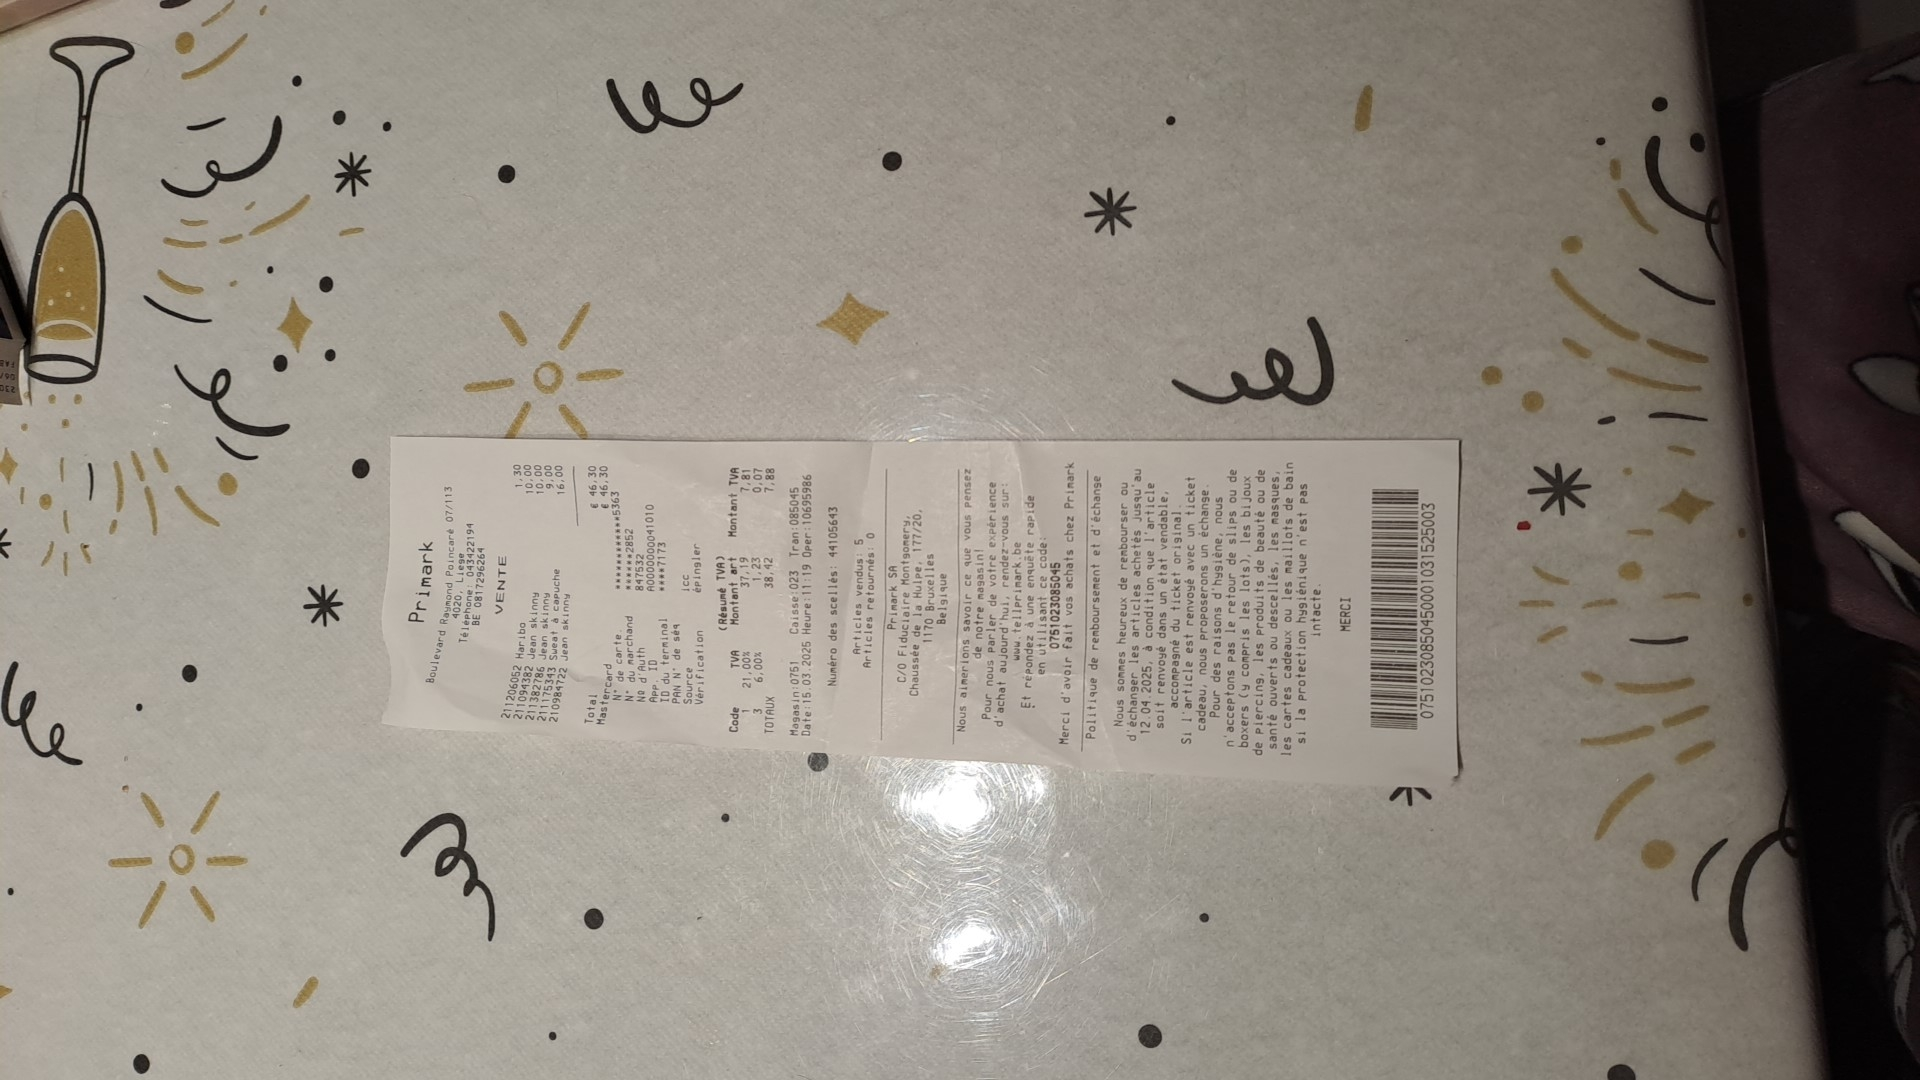 Primark
Boulevard Raymond Poincaré 07/113
4020, Liege
Téléphone : 043422194
BE 0817296264
VENTE
211206052 Haribo 1,30
211094382 Jean skinny 10,00
211382786 Jean skinny 10,00
211175343 Sweat à capuche 9,00
210984722 Jean skinny 16,00
Total € 46,30
Mastercard € 46,30
N° de carte ************5363
N° du marchand ******2852
N° d'Auth 847532
App. ID A0000000041010
ID du terminal ****7173
PAN N° de séq
Source icc
Vérification épingler
(Résumé TVA)
Code TVA Montant art Montant TVA
1 21,00% 37,19 7,81
3 6,00% 1,23 0,07
TOTAUX 38,42 7,88
Magasin:0751 Caisse:023 Tran:085045
Date:15.03.2025 Heure:11:19 Oper:10695986
Numéro des scellés: 44105643
Articles vendus: 5
Articles retournés: 0
Primark SA
C/O Fiduciaire Montgomery,
Chaussée de la Hulpe, 177/20,
1170 Bruxelles
Belgique
Nous aimerions savoir ce que vous pensez
de notre magasin!
Pour nous parler de votre expérience
d'achat aujourd'hui, rendez-vous sur:
www.tellprimark.be
Et répondez à une enquête rapide
en utilisant ce code:
075102308​5045
Merci d'avoir fait vos achats chez Primark
Politique de remboursement et d'échange
Nous sommes heureux de rembourser ou
d'échanger les articles achetés jusqu'au
12.04.2025, à condition que l'article
soit renvoyé dans un état vendable,
accompagné du ticket original.
Si l'article est renvoyé avec un ticket
cadeau, nous proposerons un échange.
Pour des raisons d'hygiène, nous
n'acceptons pas le retour de slips ou de
boxers (y compris les lots), les bijoux
de piercing, les produits de beauté ou de
santé ouverts ou descellés, les masques,
les cartes cadeaux ou les maillots de bain
si la protection hygiénique n'est pas
intacte.
MERCI
07510230850450001031525003